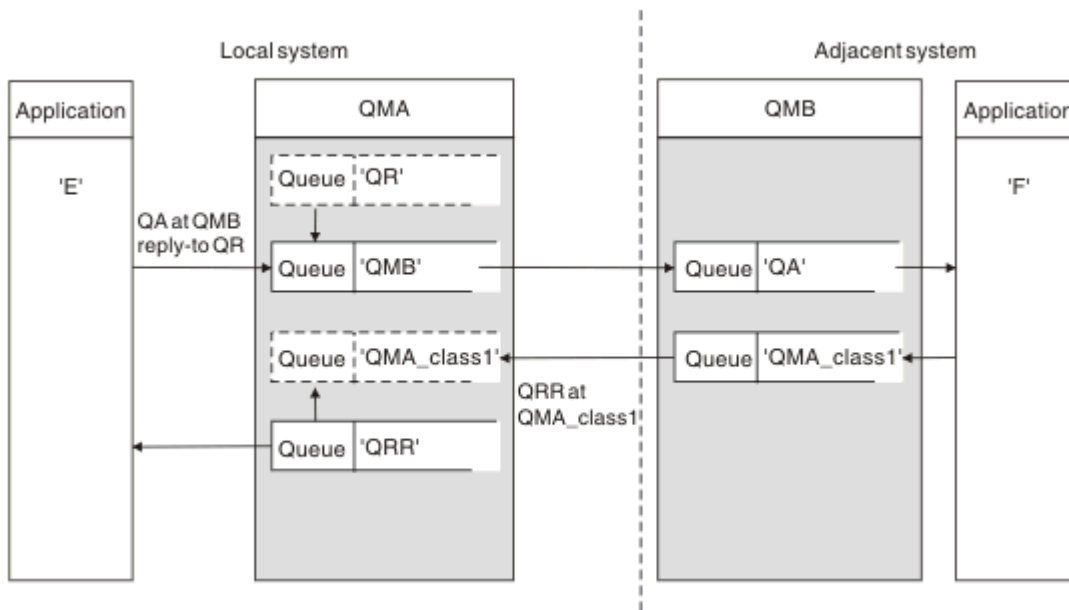 Local system
Adjacent system
Application
QMA
QMB
Application
'E'
Queue 'QR'
'F'
QA at QMB
reply-to QR
Queue 'QMB'
Queue 'QA'
Queue 'QMA_class1'
Queue 'QMA_class1'
QRR at
QMA_class1
Queue 'QRR'